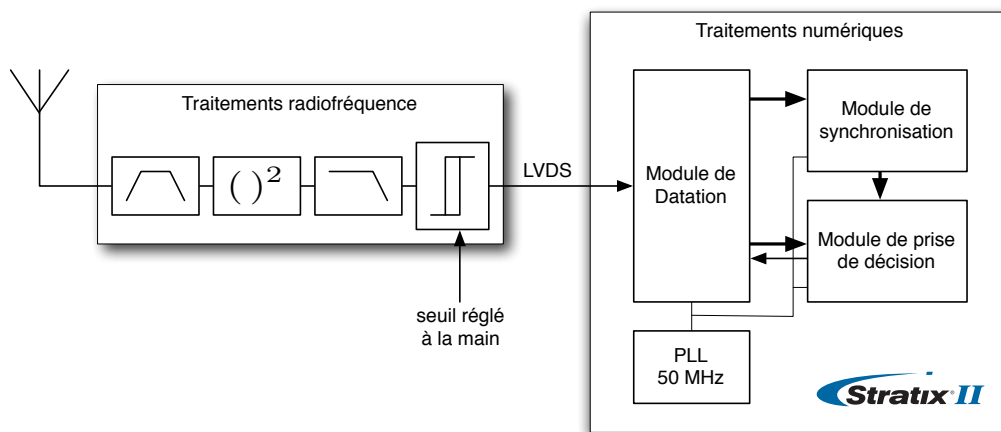 Traitements numériques
Traitements radiofréquence
( )²
LVDS
Module de
Datation
Module de
synchronisation
Module de prise
de décision
seuil réglé
à la main
PLL
50 MHz
Stratix® II